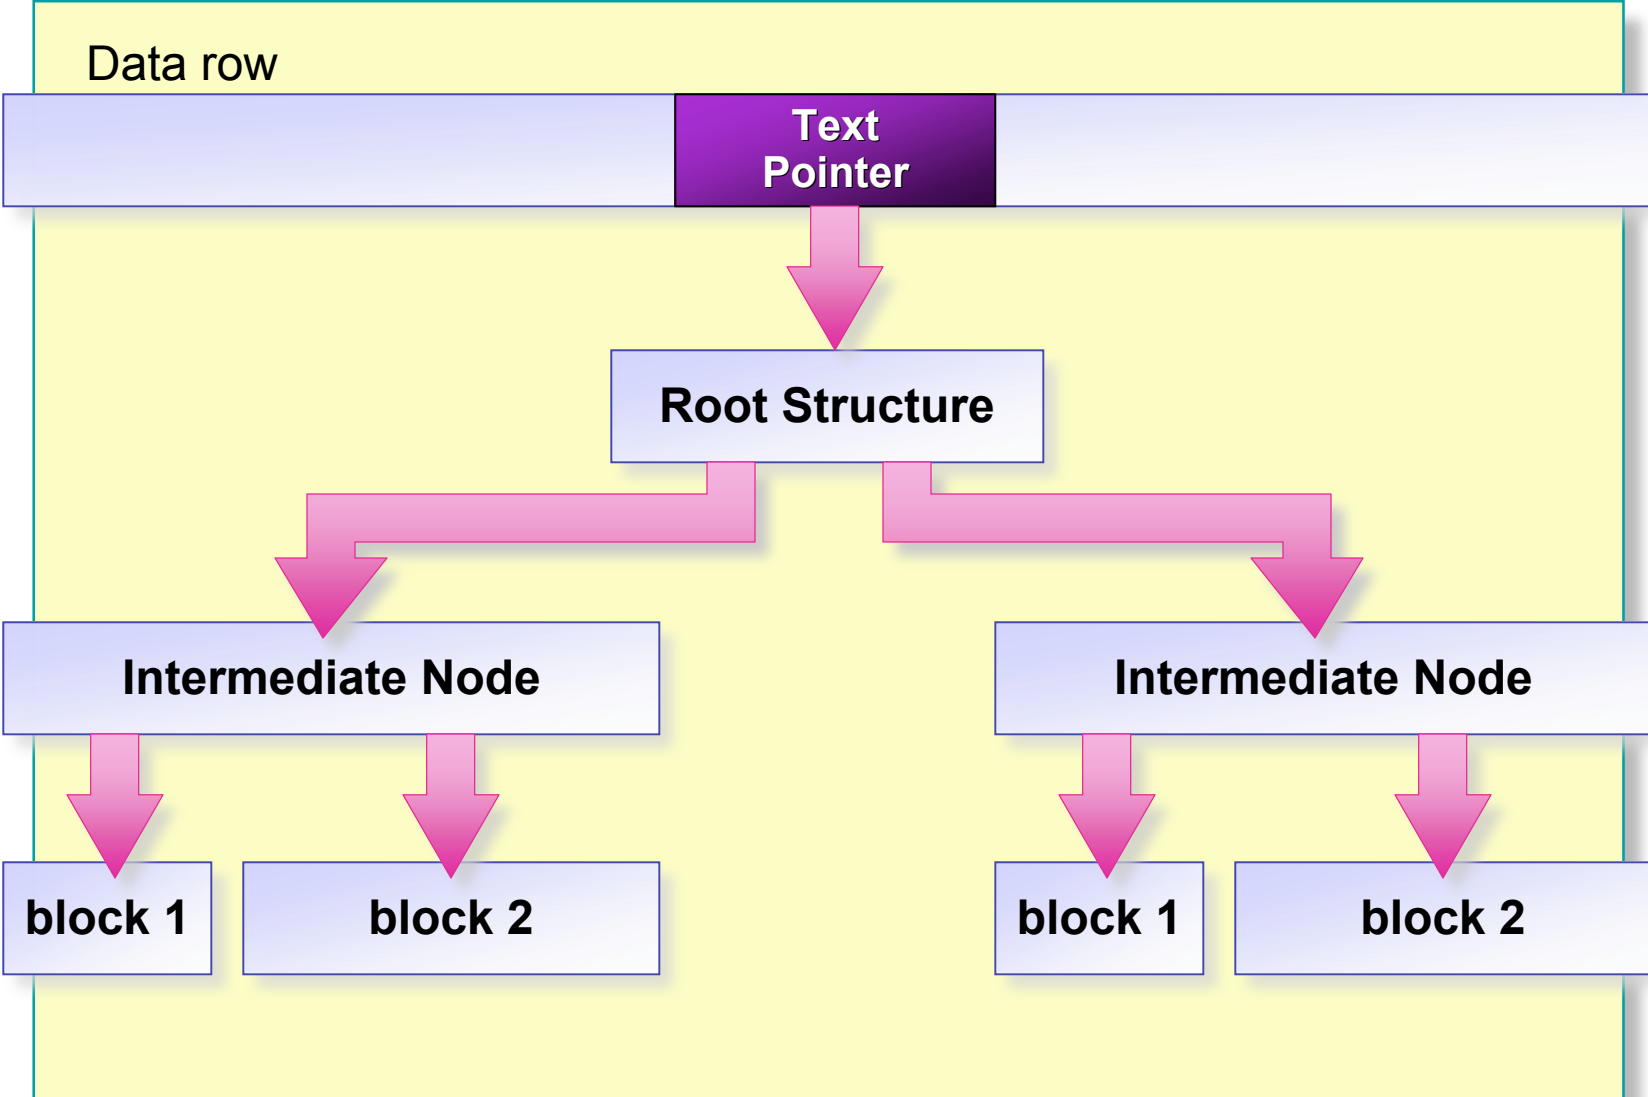 Data row
Text
Pointer
Root Structure
Intermediate Node
Intermediate Node
block 1
block 2
block 1
block 2